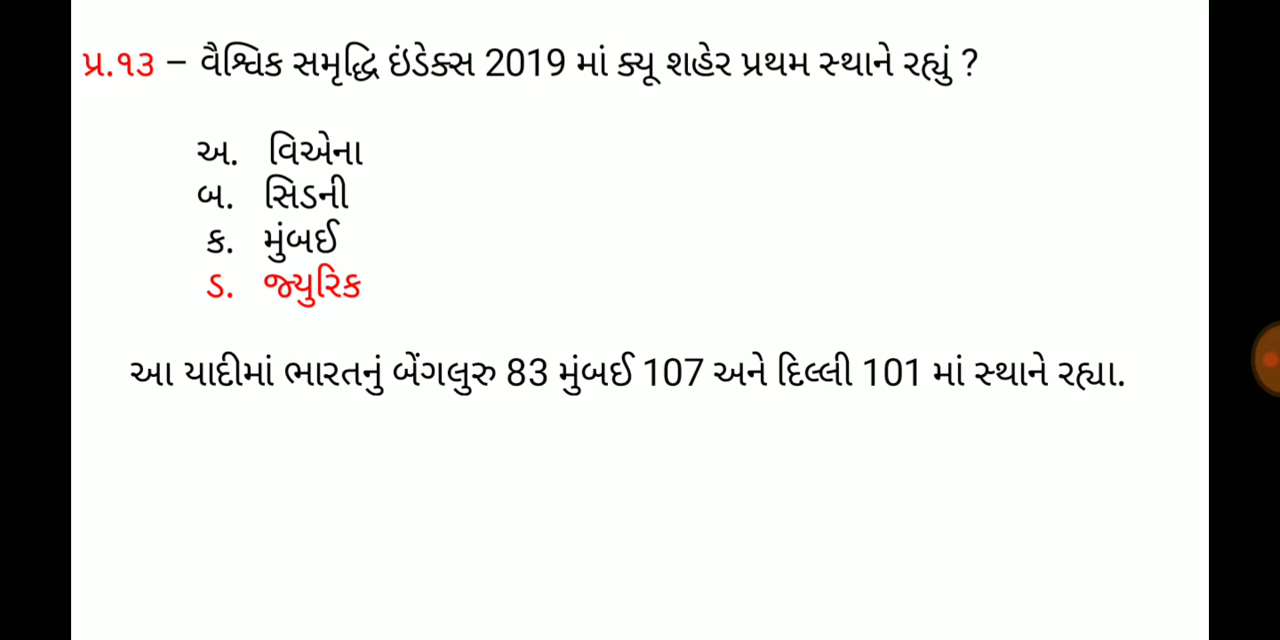 પ્ર.૧૩ – વૈશ્વિક સમૃદ્ધિ ઇંડેક્સ 2019 માં ક્યૂ શહેર પ્રથમ સ્થાને રહ્યું ?
અ. વિએના
બ. સિડની
ક. મુંબઈ
ડ. જ્યુરિક
આ યાદીમાં ભારતનું બેંગલુરુ 83 મુંબઈ 107 અને દિલ્લી 101 માં સ્થાને રહ્યા.